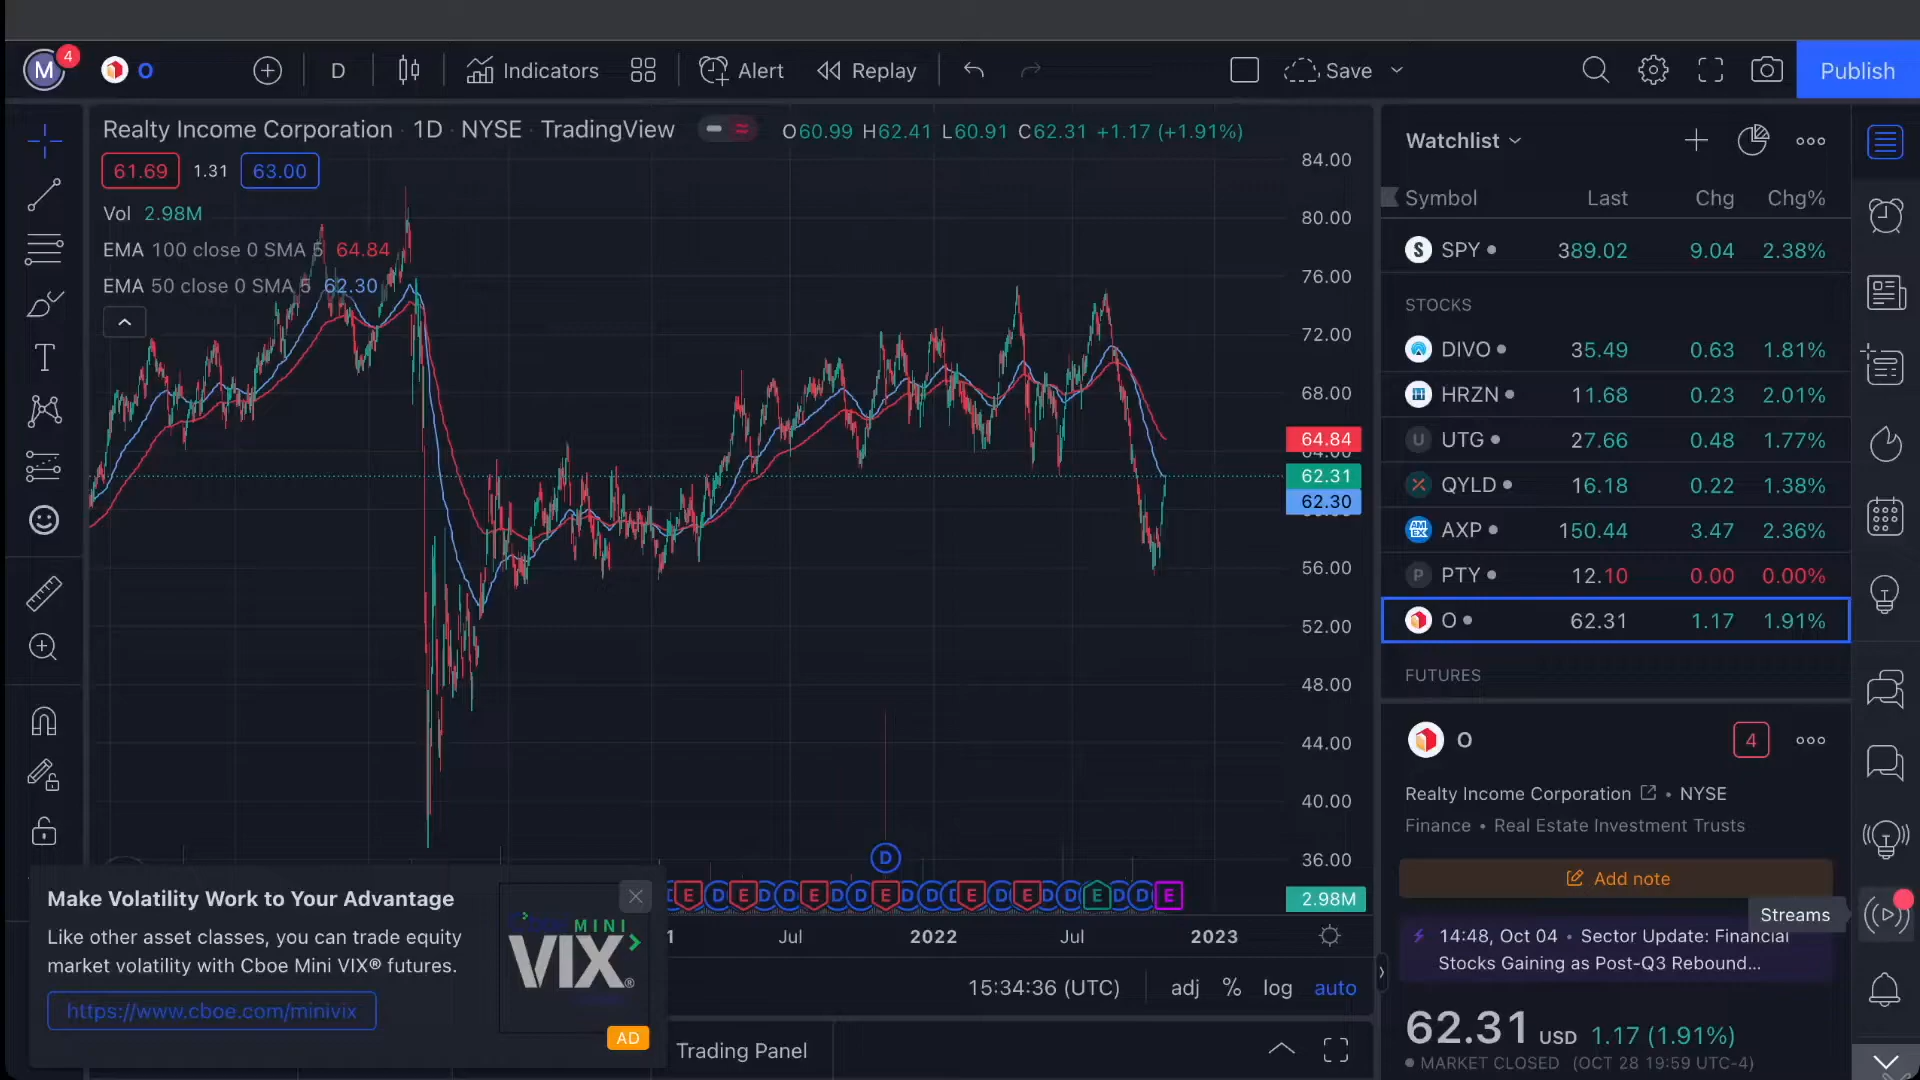 M 4 O D Indicators Alert Replay Save Publish
Realty Income Corporation · 1D · NYSE · TradingView O60.99 H62.41 L60.91 C62.31 +1.17 (+1.91%)
61.69 1.31 63.00
Vol 2.98M
EMA 100 close 0 SMA 5 64.84
EMA 50 close 0 SMA 5 62.30
84.00
80.00
76.00
72.00
68.00
64.84
62.31
62.30
56.00
52.00
48.00
44.00
40.00
36.00
2.98M
D
E D E D D E D D E D D D E D E D D E D D E
Jul 2022 Jul 2023
15:34:36 (UTC) adj % log auto
Trading Panel
Make Volatility Work to Your Advantage
Like other asset classes, you can trade equity
market volatility with Cboe Mini VIX® futures.
https://www.cboe.com/minivix
Cboe MINI
VIX®
AD
Watchlist
Symbol Last Chg Chg%
S SPY 389.02 9.04 2.38%
STOCKS
DIVO 35.49 0.63 1.81%
HRZN 11.68 0.23 2.01%
U UTG 27.66 0.48 1.77%
QYLD 16.18 0.22 1.38%
AM EX AXP 150.44 3.47 2.36%
P PTY 12.10 0.00 0.00%
O 62.31 1.17 1.91%
FUTURES
O 4
Realty Income Corporation • NYSE
Finance • Real Estate Investment Trusts
Add note
Streams
14:48, Oct 04 • Sector Update: Financial
Stocks Gaining as Post-Q3 Rebound...
62.31 USD 1.17 (1.91%)
MARKET CLOSED (OCT 28 19:59 UTC-4)